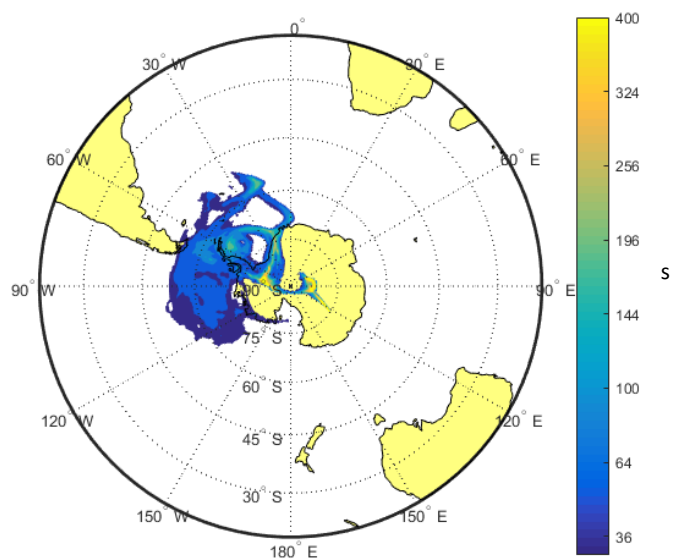 0° 400
30° W 30° E 324
60° W 60° E 256
196
S
90° W 90° S 90° E 144
75° S
60° S 100
120° W 120° E
45° S 64
30° S
150° W 150° E 36
180° E